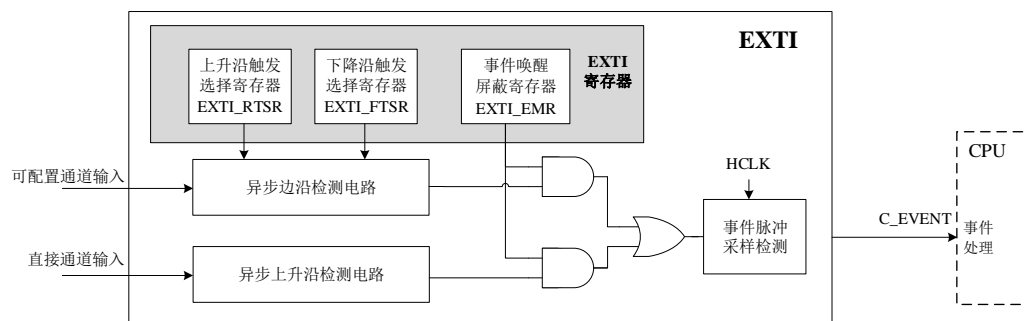 EXTI
上升沿触发
选择寄存器
EXTI_RTSR
下降沿触发
选择寄存器
EXTI_FTSR
事件唤醒
屏蔽寄存器
EXTI_EMR
EXTI
寄存器
可配置通道输入
异步边沿检测电路
HCLK
事件脉冲
采样检测
直接通道输入
异步上升沿检测电路
C_EVENT
CPU
事件
处理